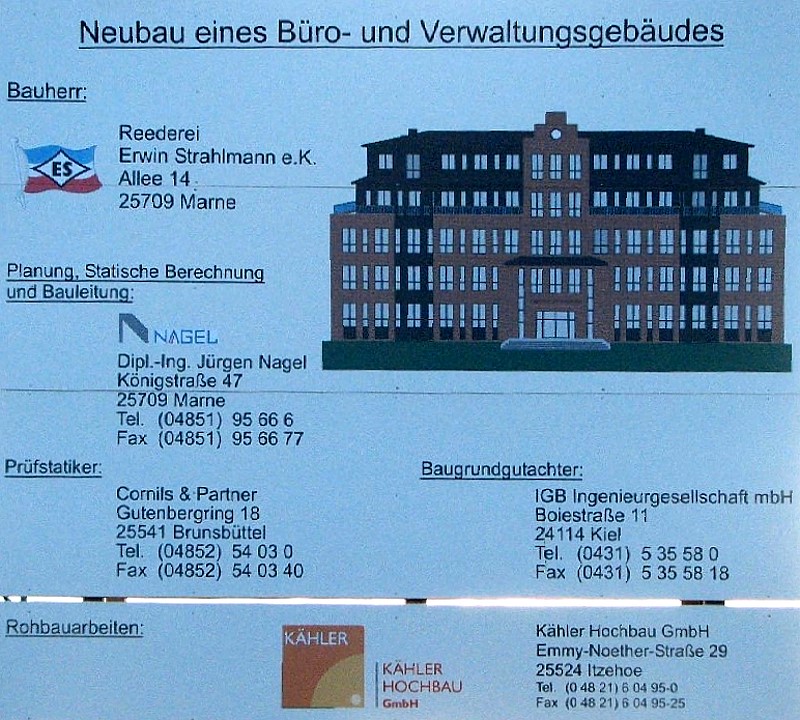 Neubau eines Büro- und Verwaltungsgebäudes
Bauherr:
ES
Reederei
Erwin Strahlmann e.K.
Allee 14
25709 Marne
Planung, Statische Berechnung
und Bauleitung:
NAGEL
Dipl.-Ing. Jürgen Nagel
Königstraße 47
25709 Marne
Tel. (04851) 95 66 6
Fax (04851) 95 66 77
Prüfstatiker:
Cornils & Partner
Gutenbergring 18
25541 Brunsbüttel
Tel. (04852) 54 03 0
Fax (04852) 54 03 40
Baugrundgutachter:
IGB Ingenieurgesellschaft mbH
Boiestraße 11
24114 Kiel
Tel. (0431) 5 35 58 0
Fax (0431) 5 35 58 18
Rohbauarbeiten:
KÄHLER
KÄHLER
HOCHBAU
GmbH
Kähler Hochbau GmbH
Emmy-Noether-Straße 29
25524 Itzehoe
Tel. (0 48 21) 6 04 95-0
Fax (0 48 21) 6 04 95-25